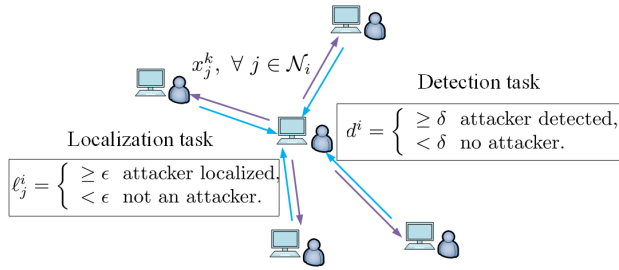 x_j^k, ∀ j ∈ 𝒩_i
Detection task
d^i = { ≥ δ attacker detected,
< δ no attacker.
Localization task
ℓ_j^i = { ≥ ϵ attacker localized,
< ϵ not an attacker.